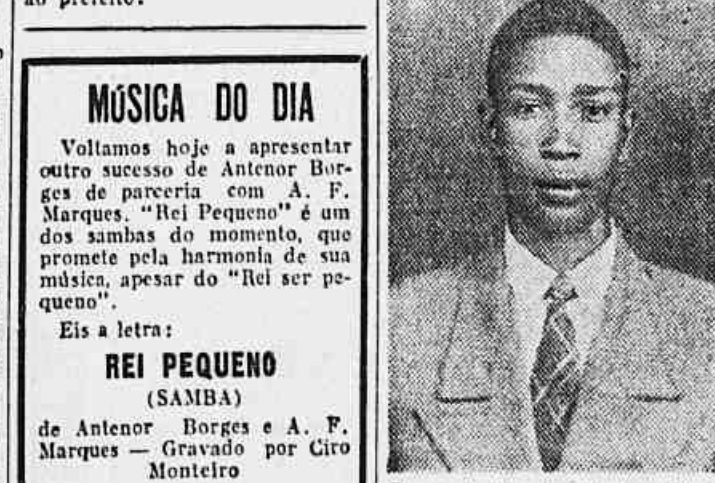 ao prefeito.
MÚSICA DO DIA
Voltamos hoje a apresentar
outro sucesso de Antenor Bor-
ges de parceria com A. F.
Marques. "Rei Pequeno" é um
dos sambas do momento, que
promete pela harmonia de sua
música, apesar do "Rei ser pe-
queno".
Eis a letra:
REI PEQUENO
(SAMBA)
de Antenor Borges e A. F.
Marques — Gravado por Ciro
Monteiro